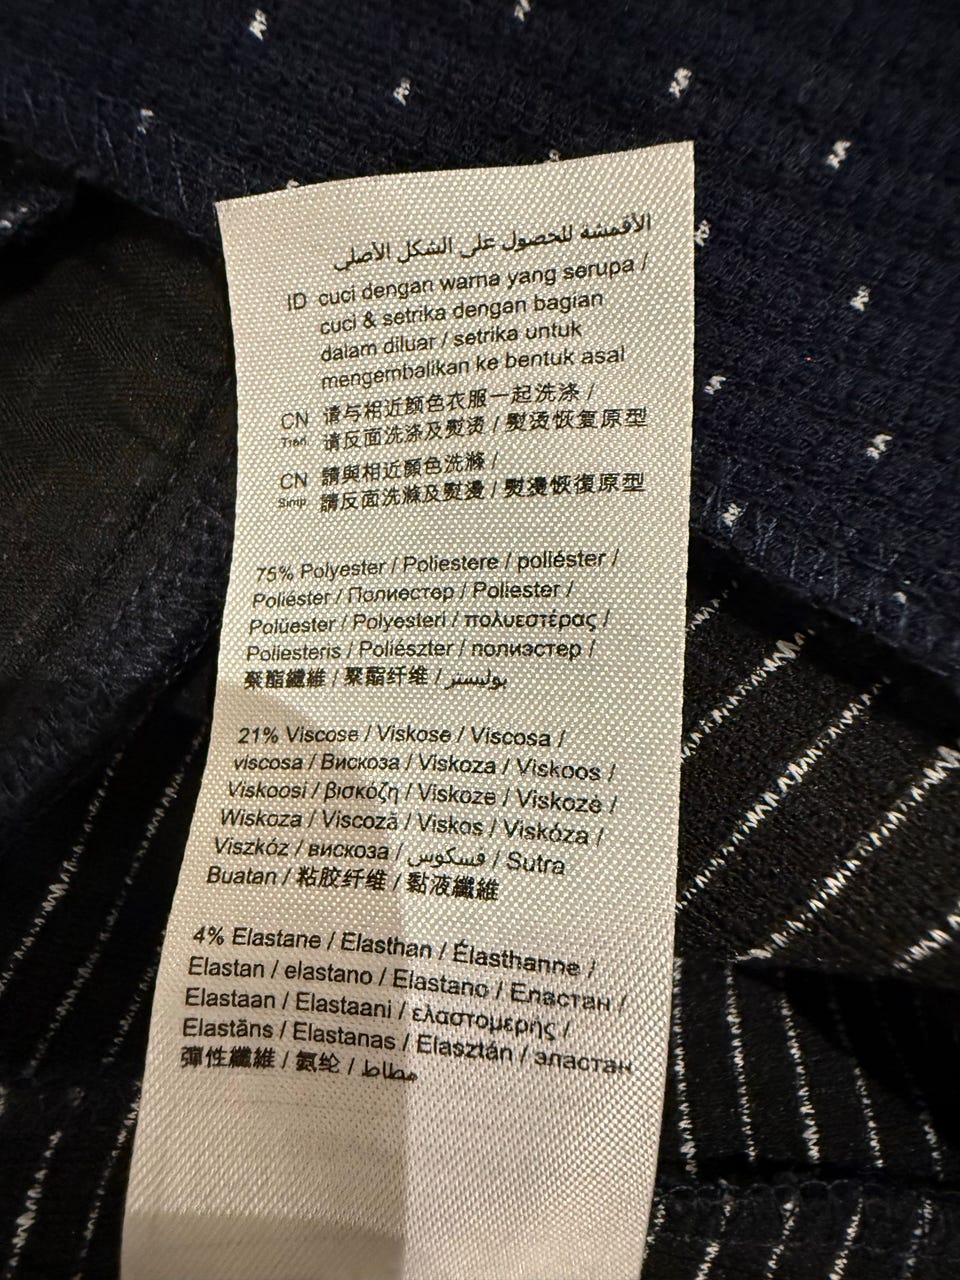 الأقمشه للحصول على الشكل الأصلي
ID cuci dengan warna yang serupa /
cuci & setrika dengan bagian
dalam diluar / setrika untuk
mengembalikan ke bentuk asal
CN 请与相近颜色衣服一起洗涤 /
Trad. 请反面洗涤及熨烫 / 熨烫恢复原型
CN 請與相近顏色洗滌 /
Simp. 請反面洗滌及熨燙 / 熨燙恢復原型
75% Polyester / Poliestere / poliéster /
Poliéster / Полиестер / Poliester /
Polüester / Polyesteri / πολυεστέρας /
Poliesteris / Poliészter / полиэстер /
聚酯纖維 / 聚酯纤维 / بوليستر
21% Viscose / Viskose / Viscosa /
viscosa / Вискоза / Viskoza / Viskoos /
Viskoosi / βισκόζη / Viskoze / Viskozė /
Wiskoza / Viscoză / Viskos / Viskóza /
Viszkóz / вискоза / فسكوس / Sutra
Buatan / 粘胶纤维 / 黏液纖維
4% Elastane / Elasthan / Élasthanne /
Elastan / elastano / Elastano / Еластан /
Elastaan / Elastaani / ελαστομερής /
Elastāns / Elastanas / Elasztán / эластан
彈性纖維 / 氨纶 / مطاط